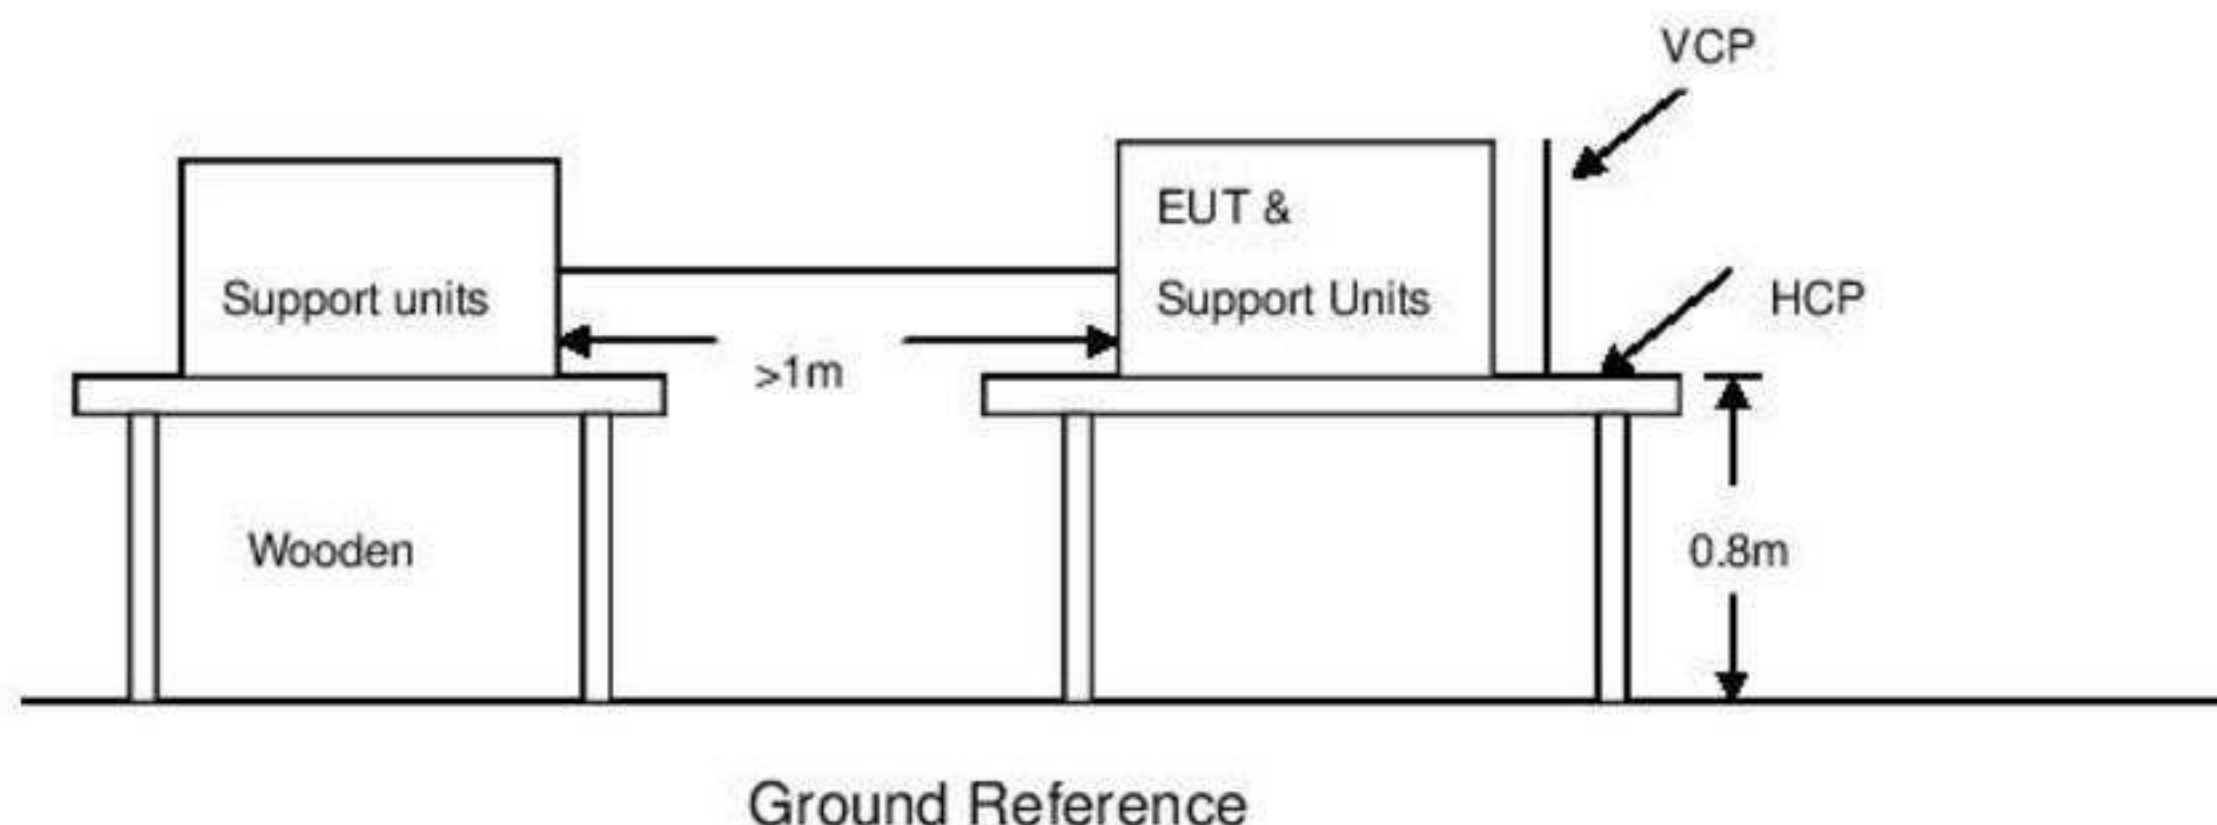 VCP
EUT &
Support Units
Support units
HCP
>1m
Wooden
0.8m
Ground Reference